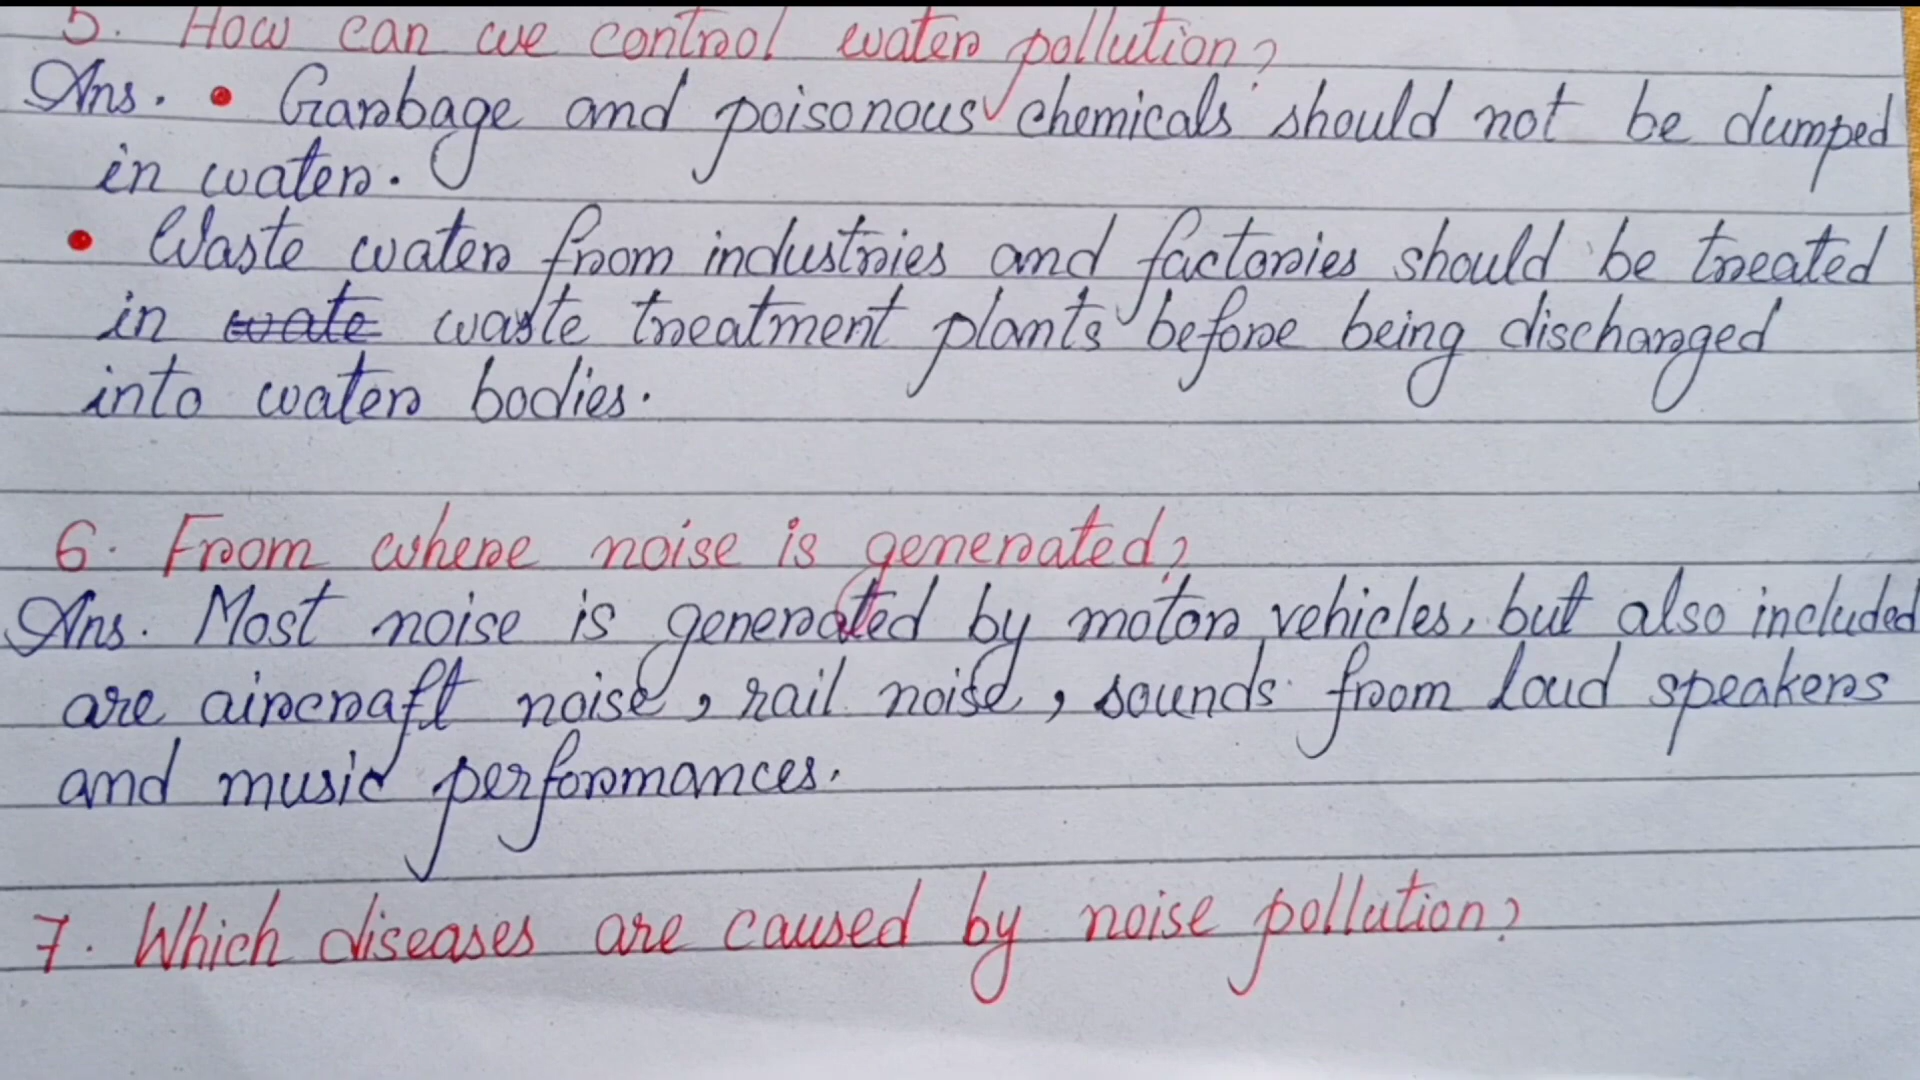 5. How can we control water pollution?
Ans. • Garbage and poisonous chemicals should not be dumped
in water.
• Waste water from industries and factories should be treated
in wate waste treatment plants before being discharged
into water bodies.
6. From where noise is generated?
Ans. Most noise is generated by motor vehicles, but also included
are aircraft noise, rail noise, sounds from loud speakers
and music performances.
7. Which diseases are caused by noise pollution?